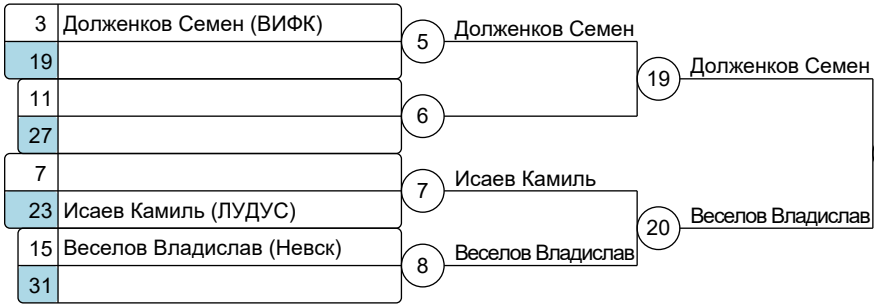 3 Долженков Семен (ВИФК)
19
5 Долженков Семен
11
27
6
19 Долженков Семен
7
23 Исаев Камиль (ЛУДУС)
7 Исаев Камиль
15 Веселов Владислав (Невск)
31
8 Веселов Владислав
20 Веселов Владислав